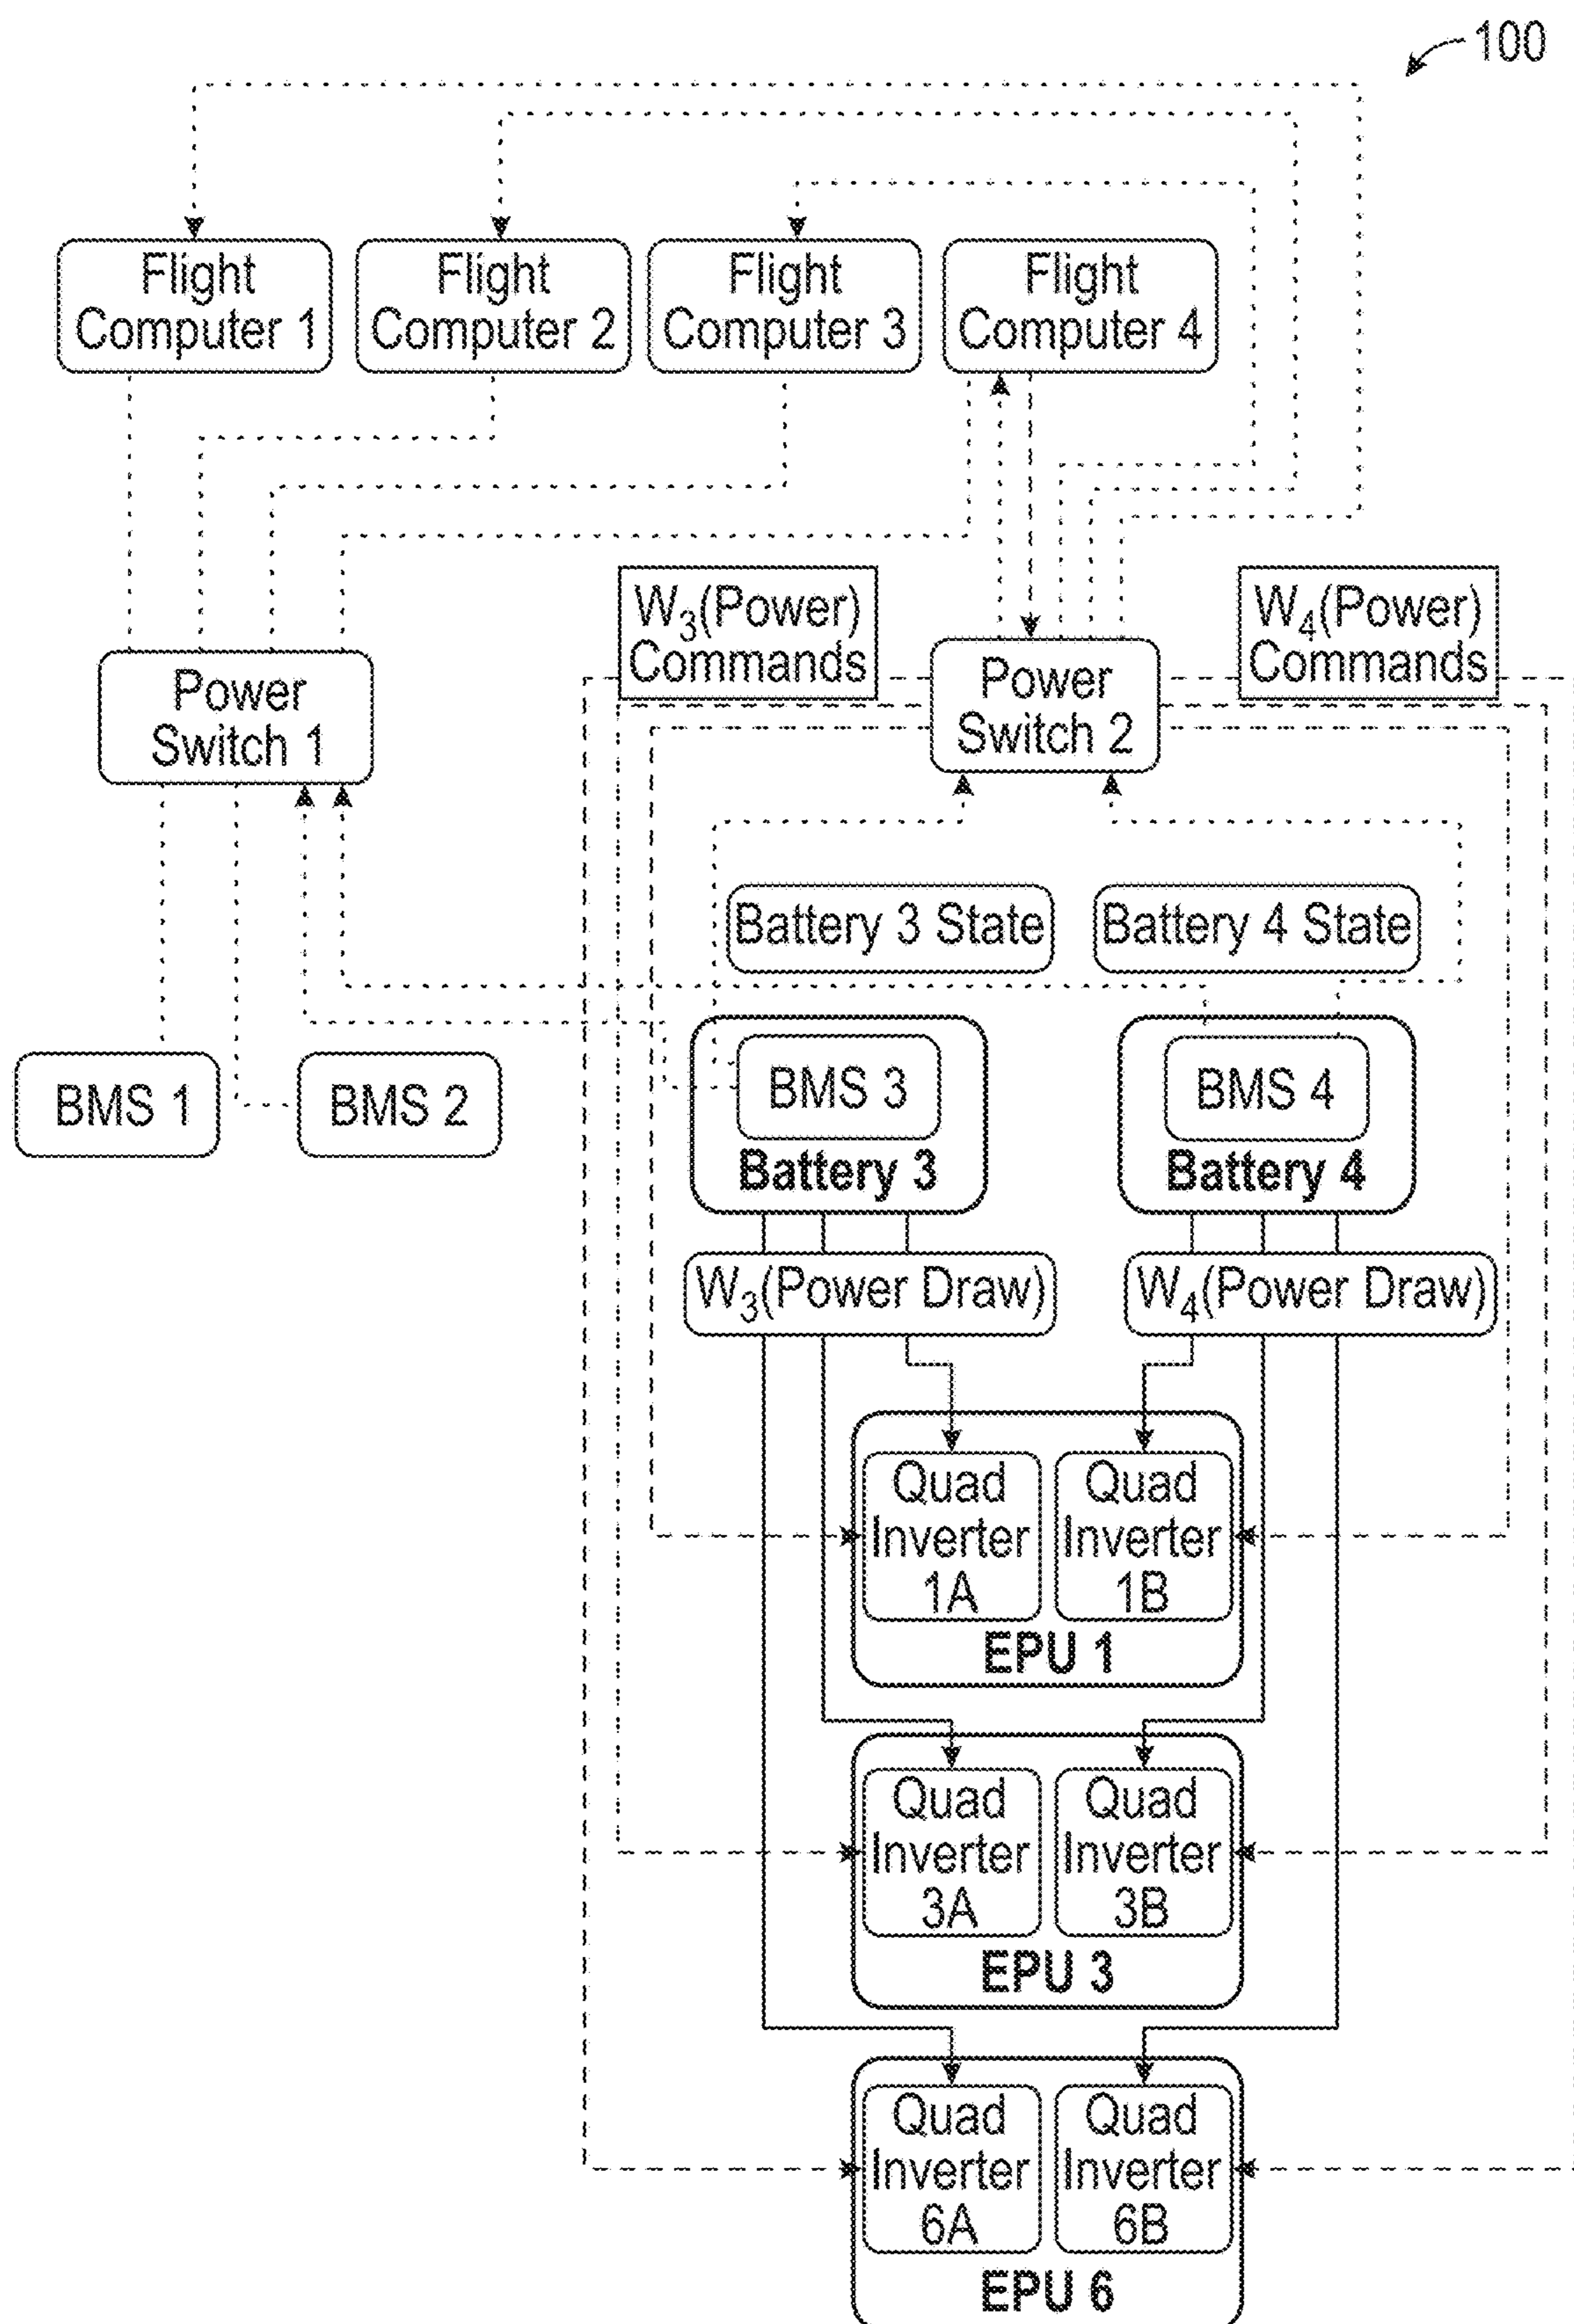 100
Flight
Computer 1
Flight
Computer 2
Flight
Computer 3
Flight
Computer 4
W₃(Power)
Commands
W₄(Power)
Commands
Power
Switch 1
Power
Switch 2
Battery 3 State
Battery 4 State
BMS 1
BMS 2
BMS 3
Battery 3
BMS 4
Battery 4
W₃(Power Draw)
W₄(Power Draw)
Quad
Inverter
1A
Quad
Inverter
1B
EPU 1
Quad
Inverter
3A
Quad
Inverter
3B
EPU 3
Quad
Inverter
6A
Quad
Inverter
6B
EPU 6